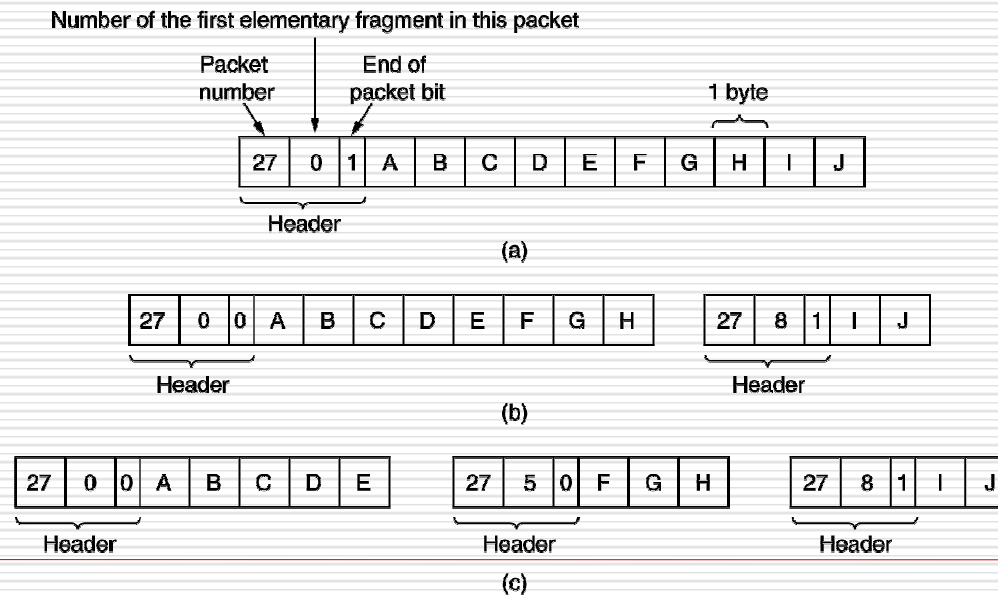 Number of the first elementary fragment in this packet
Packet number
End of packet bit
1 byte
27 0 1 A B C D E F G H I J
Header
(a)
27 0 0 A B C D E F G H
27 8 1 I J
Header
Header
(b)
27 0 0 A B C D E
27 5 0 F G H
27 8 1 I J
Header
Header
Header
(c)